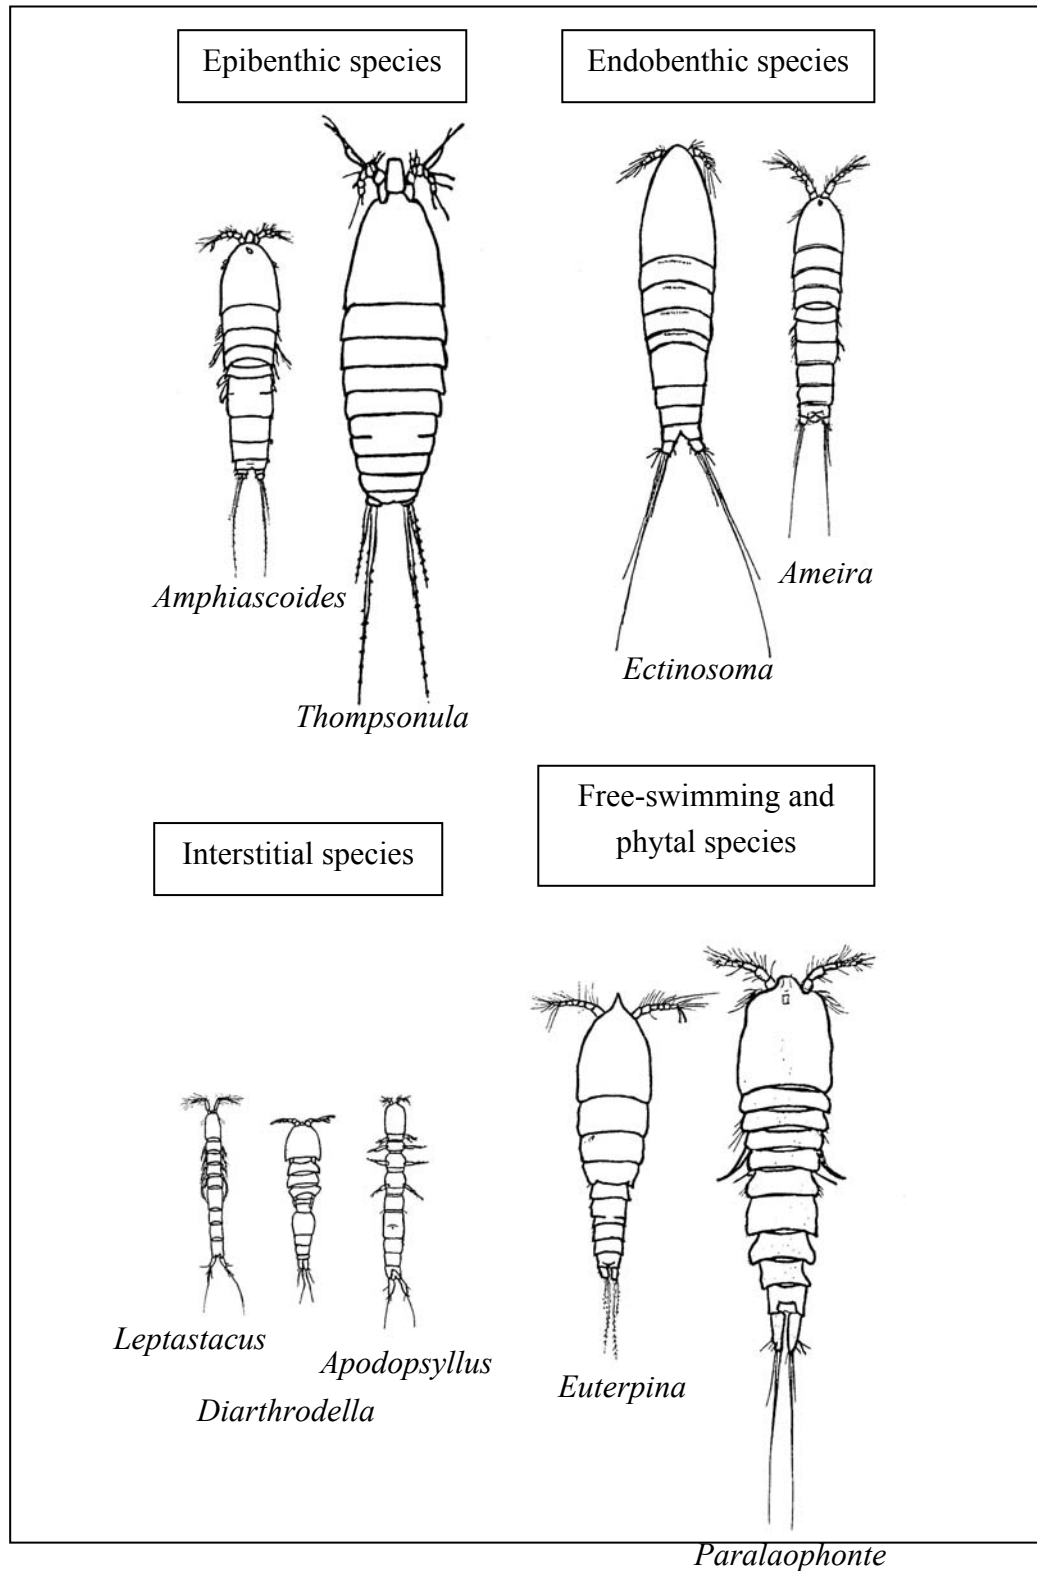 Epibenthic species
Endobenthic species
Amphiascoides
Thompsonula
Ectinosoma
Ameira
Interstitial species
Free-swimming and
phytal species
Leptastacus
Diarthrodella
Apodopsyllus
Euterpina
Paralaophonte